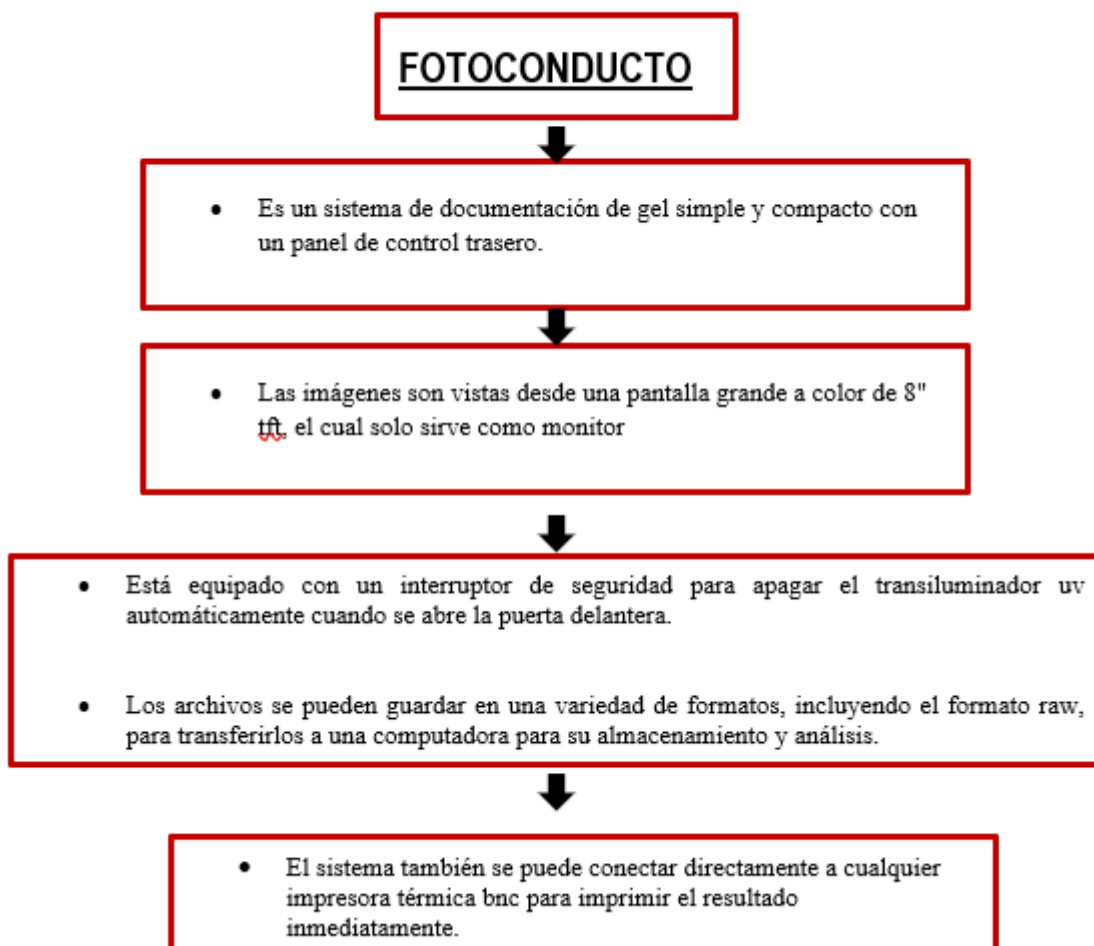 FOTOCONDUCTO
• Es un sistema de documentación de gel simple y compacto con
un panel de control trasero.
• Las imágenes son vistas desde una pantalla grande a color de 8"
tft, el cual solo sirve como monitor
• Está equipado con un interruptor de seguridad para apagar el transiluminador uv
automáticamente cuando se abre la puerta delantera.
• Los archivos se pueden guardar en una variedad de formatos, incluyendo el formato raw,
para transferirlos a una computadora para su almacenamiento y análisis.
• El sistema también se puede conectar directamente a cualquier
impresora térmica bnc para imprimir el resultado
inmediatamente.